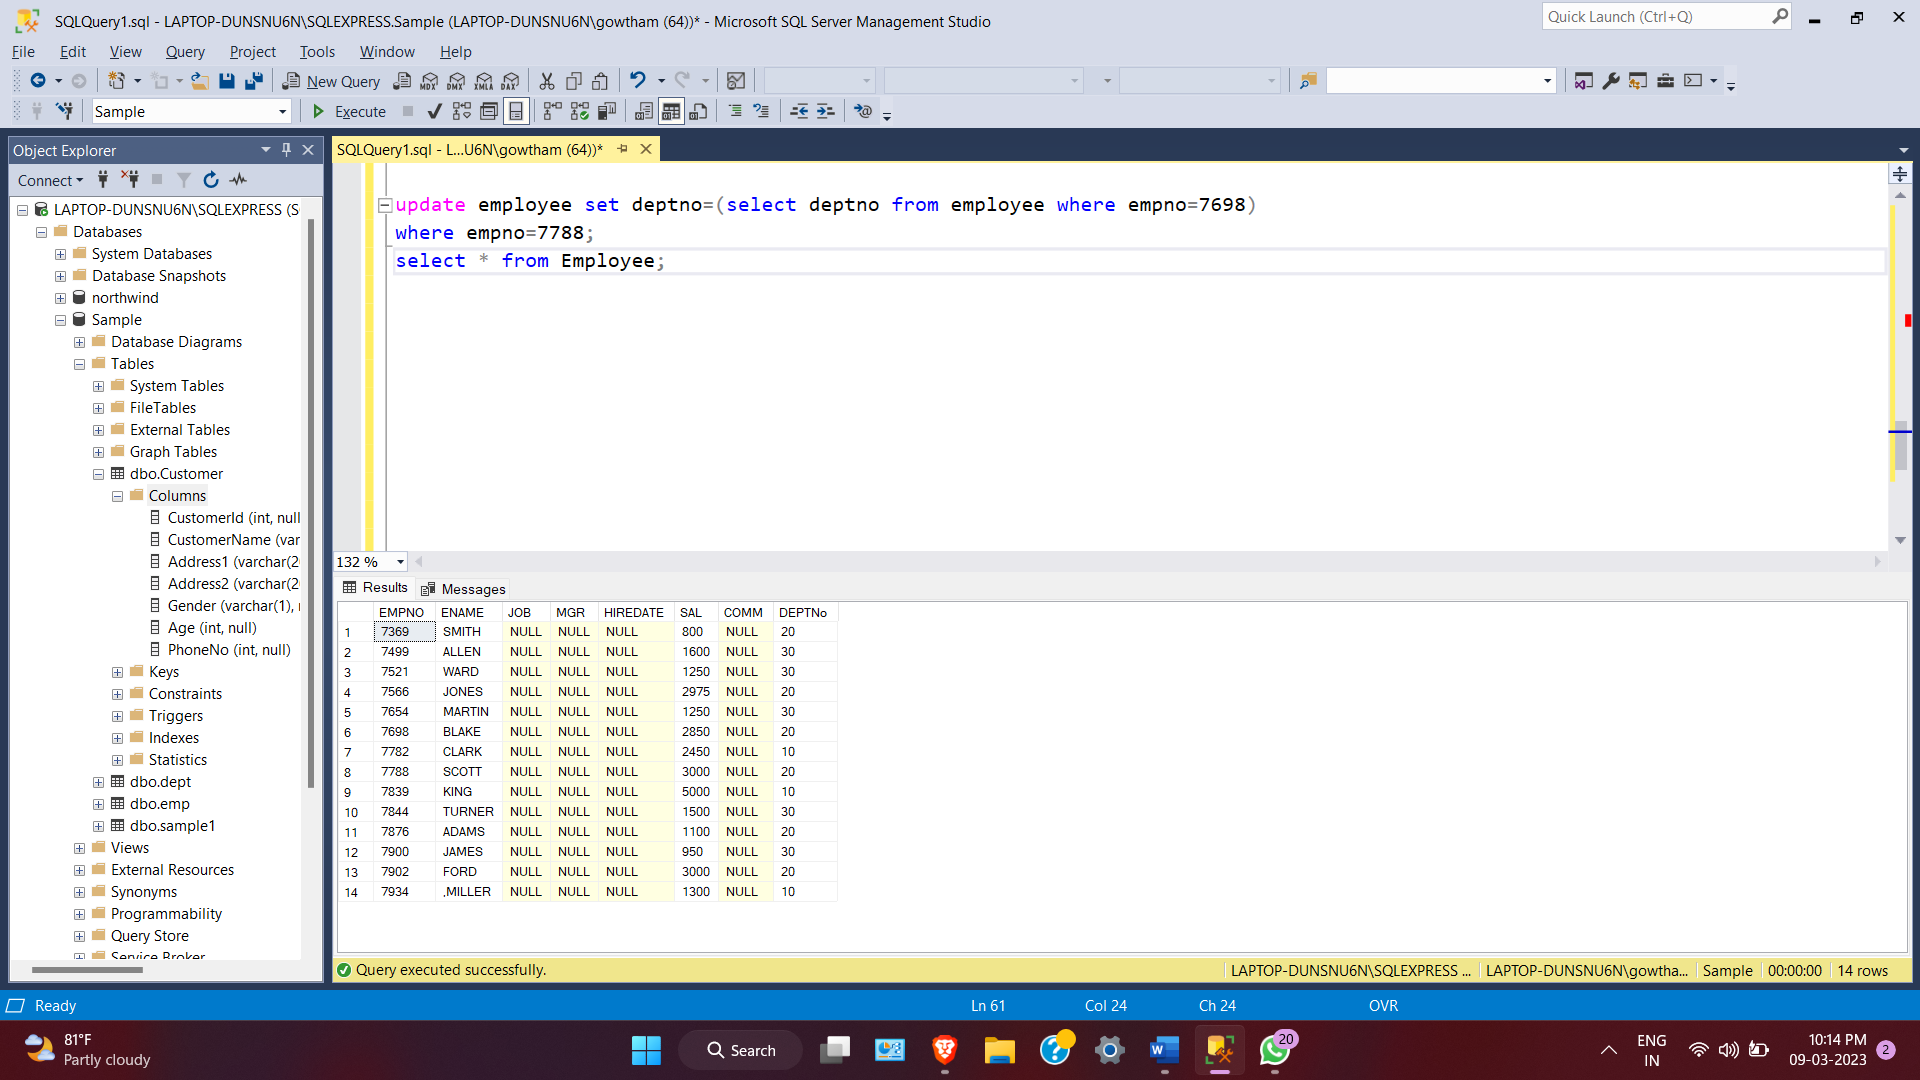 SQLQuery1.sql - LAPTOP-DUNSNU6N\SQLEXPRESS.Sample (LAPTOP-DUNSNU6N\gowtham (64))* - Microsoft SQL Server Management Studio
Quick Launch (Ctrl+Q)
File Edit View Query Project Tools Window Help
New Query MDX DMX XMLA DAX
Sample Execute
Object Explorer
SQLQuery1.sql - L...U6N\gowtham (64))*
Connect
LAPTOP-DUNSNU6N\SQLEXPRESS (S
Databases
System Databases
Database Snapshots
northwind
Sample
Database Diagrams
Tables
System Tables
FileTables
External Tables
Graph Tables
dbo.Customer
Columns
CustomerId (int, null
CustomerName (var
Address1 (varchar(20
Address2 (varchar(20
Gender (varchar(1), 
Age (int, null)
PhoneNo (int, null)
Keys
Constraints
Triggers
Indexes
Statistics
dbo.dept
dbo.emp
dbo.sample1
Views
External Resources
Synonyms
Programmability
Query Store
Service Broker
update employee set deptno=(select deptno from employee where empno=7698)
where empno=7788;
select * from Employee;
132 %
Results Messages
EMPNO ENAME JOB MGR HIREDATE SAL COMM DEPTNo
1 7369 SMITH NULL NULL NULL 800 NULL 20
2 7499 ALLEN NULL NULL NULL 1600 NULL 30
3 7521 WARD NULL NULL NULL 1250 NULL 30
4 7566 JONES NULL NULL NULL 2975 NULL 20
5 7654 MARTIN NULL NULL NULL 1250 NULL 30
6 7698 BLAKE NULL NULL NULL 2850 NULL 20
7 7782 CLARK NULL NULL NULL 2450 NULL 10
8 7788 SCOTT NULL NULL NULL 3000 NULL 20
9 7839 KING NULL NULL NULL 5000 NULL 10
10 7844 TURNER NULL NULL NULL 1500 NULL 30
11 7876 ADAMS NULL NULL NULL 1100 NULL 20
12 7900 JAMES NULL NULL NULL 950 NULL 30
13 7902 FORD NULL NULL NULL 3000 NULL 20
14 7934 ,MILLER NULL NULL NULL 1300 NULL 10
Query executed successfully. LAPTOP-DUNSNU6N\SQLEXPRESS ... LAPTOP-DUNSNU6N\gowtha... Sample 00:00:00 14 rows
Ready Ln 61 Col 24 Ch 24 OVR
81°F
Partly cloudy
Search
20
ENG
IN
10:14 PM
09-03-2023
2